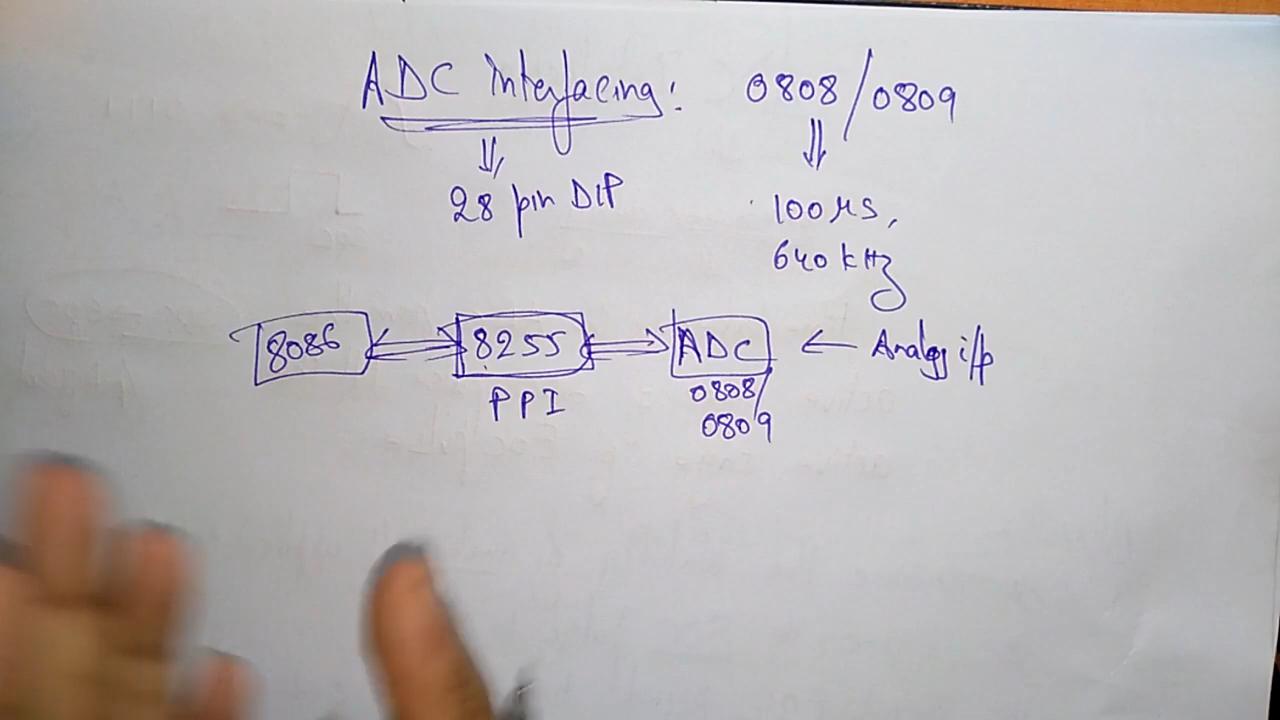 ADC interfacing: 0808/0809
28 pin DIP
100 μs,
640 kHz
8086 8255 ADC ← Analog i/p
PPI 0808/
0809